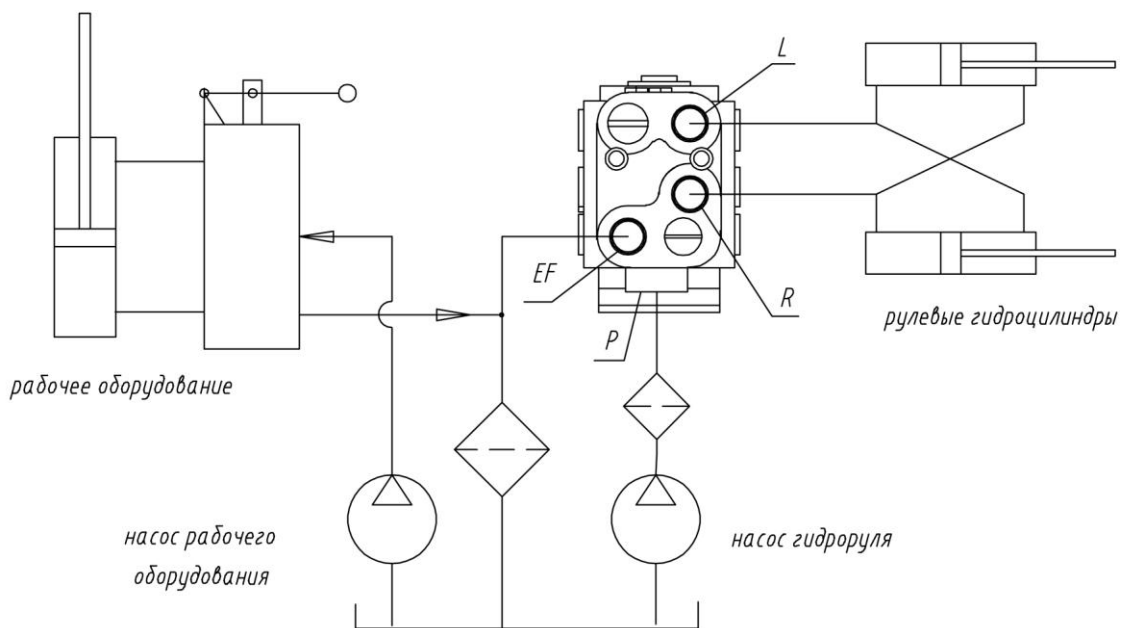 L
EF
R
P
рулевые гидроцилиндры
рабочее оборудование
насос рабочего
оборудования
насос гидроруля